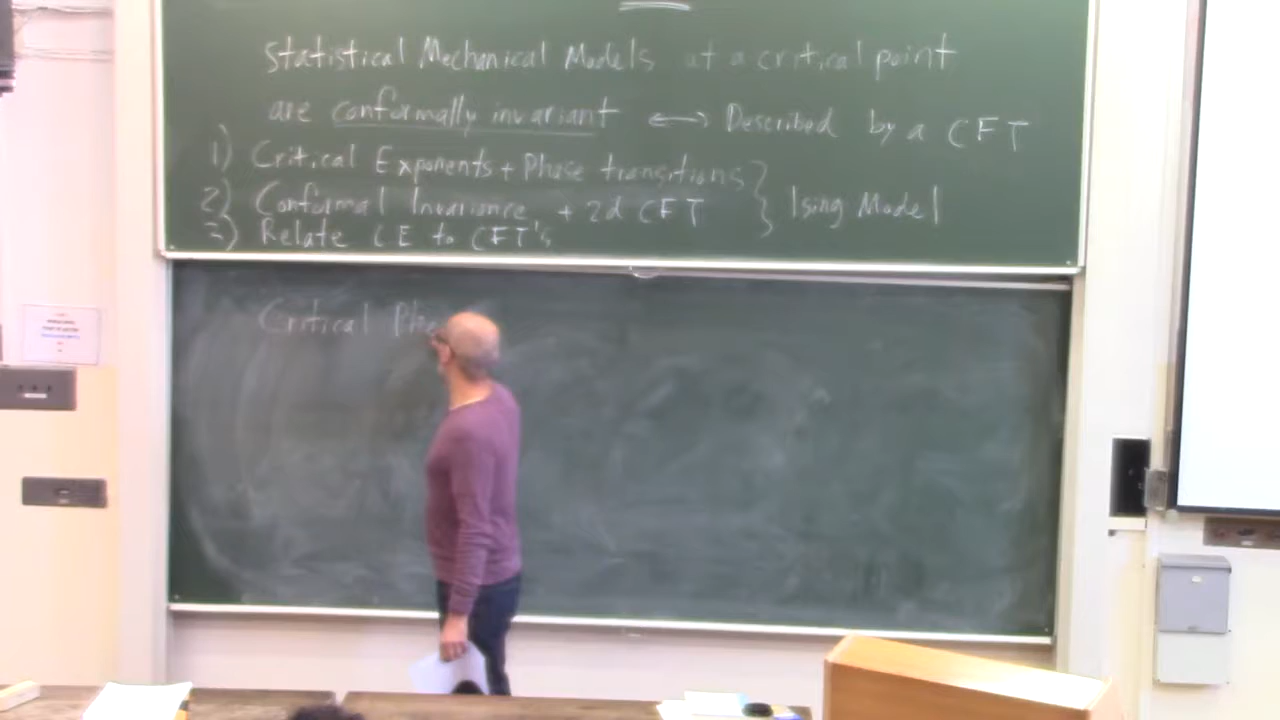 Statistical Mechanical Models at a critical point
are conformally invariant ⟷ Described by a CFT
1) Critical Exponents + Phase transitions
2) Conformal Invariance + 2d CFT } Ising Model
3) Relate CE to CFT's
Critical Phe